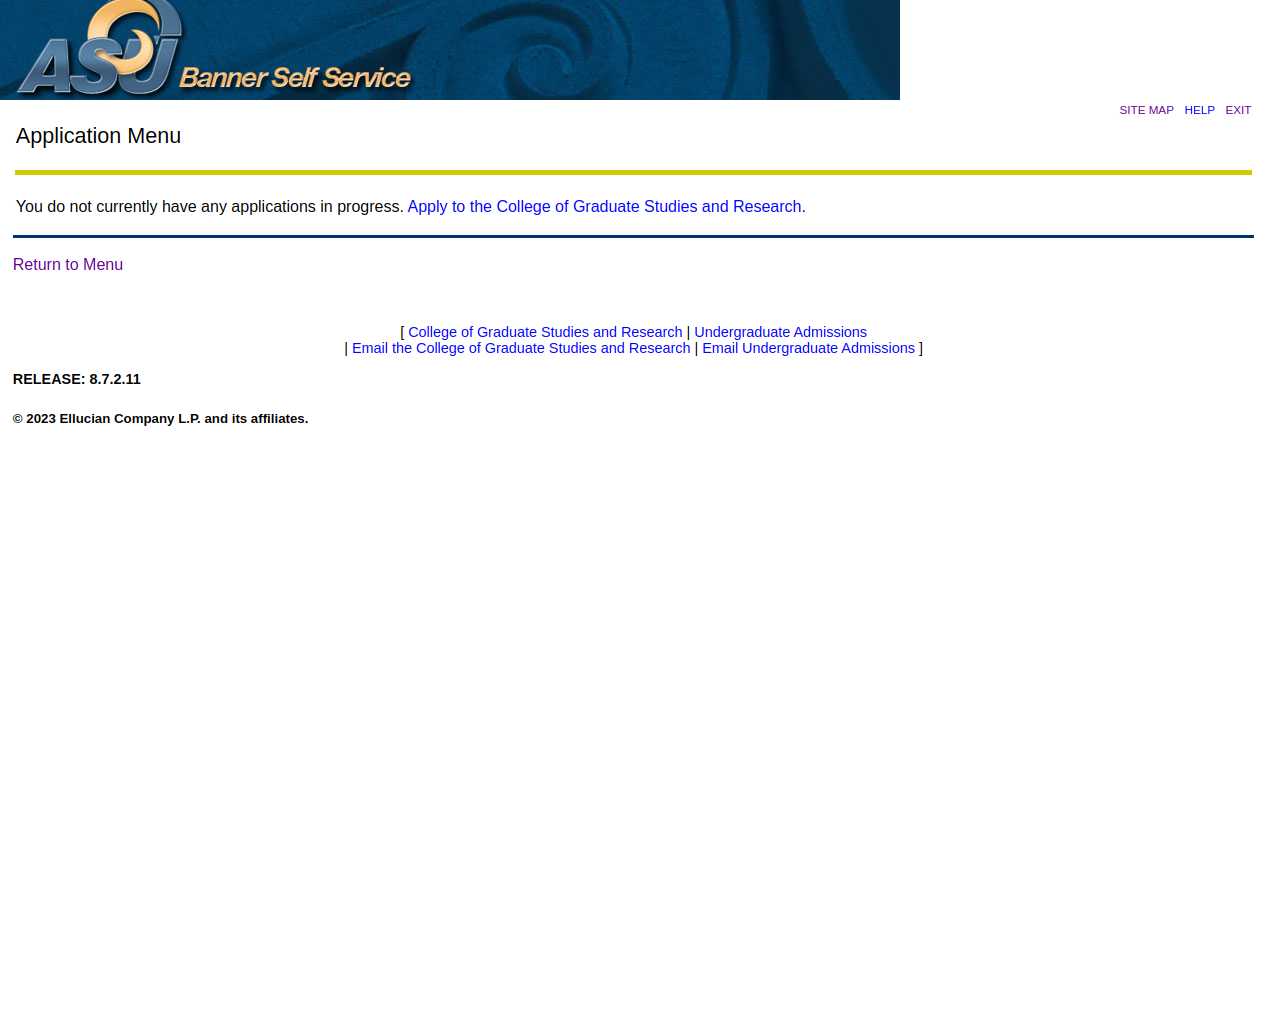 ASU Banner Self Service
SITE MAP HELP EXIT
Application Menu
You do not currently have any applications in progress. Apply to the College of Graduate Studies and Research.
Return to Menu
[ College of Graduate Studies and Research | Undergraduate Admissions
| Email the College of Graduate Studies and Research | Email Undergraduate Admissions ]
RELEASE: 8.7.2.11
© 2023 Ellucian Company L.P. and its affiliates.